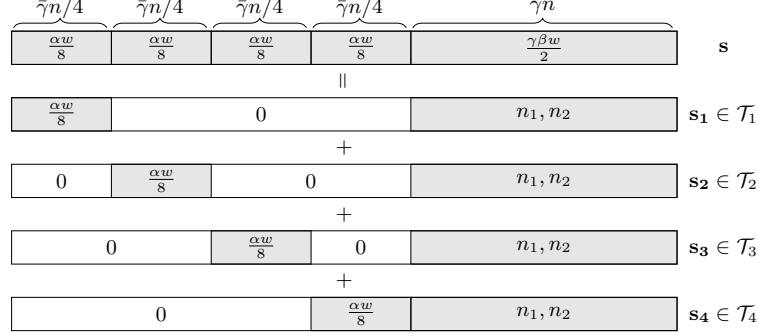 γ̄n/4 γ̄n/4 γ̄n/4 γ̄n/4 γn
αw/8 αw/8 αw/8 αw/8 γβw/2 s
=
αw/8 0 n₁, n₂ s₁ ∈ 𝒯₁
+
0 αw/8 0 n₁, n₂ s₂ ∈ 𝒯₂
+
0 αw/8 0 n₁, n₂ s₃ ∈ 𝒯₃
+
0 αw/8 n₁, n₂ s₄ ∈ 𝒯₄